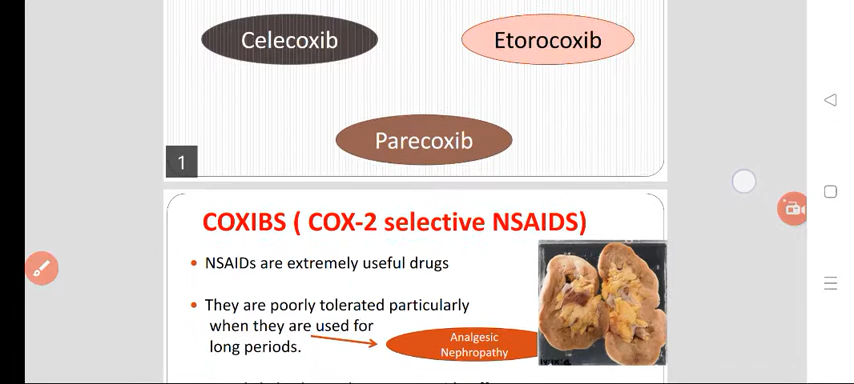 Celecoxib
Etorocoxib
Parecoxib
1
COXIBS ( COX-2 selective NSAIDS)
• NSAIDs are extremely useful drugs
• They are poorly tolerated particularly
when they are used for
long periods.
Analgesic
Nephropathy